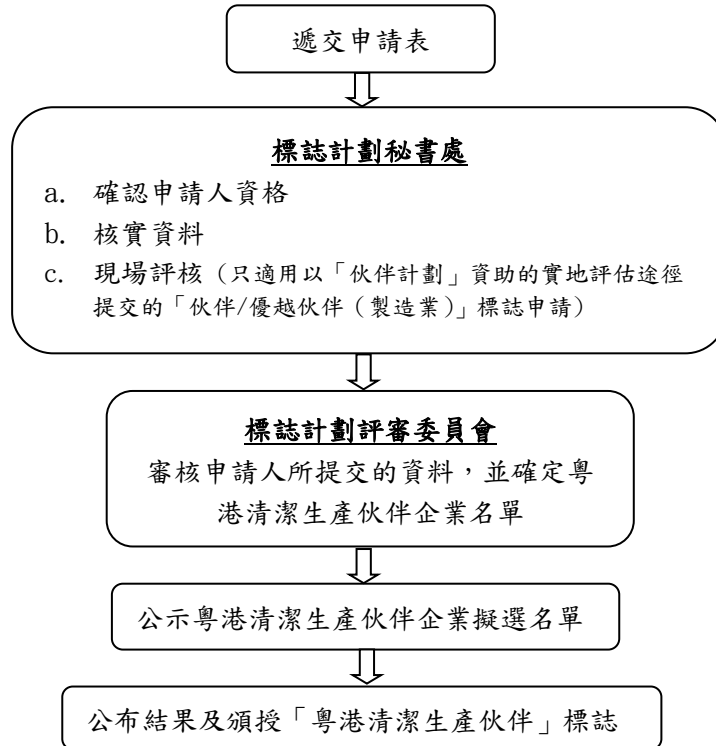 遞交申請表
標誌計劃秘書處
a. 確認申請人資格
b. 核實資料
c. 現場評核（只適用以「伙伴計劃」資助的實地評估途徑
提交的「伙伴/優越伙伴（製造業）」標誌申請）
標誌計劃評審委員會
審核申請人所提交的資料，並確定粵
港清潔生產伙伴企業名單
公示粵港清潔生產伙伴企業擬選名單
公布結果及頒授「粵港清潔生產伙伴」標誌